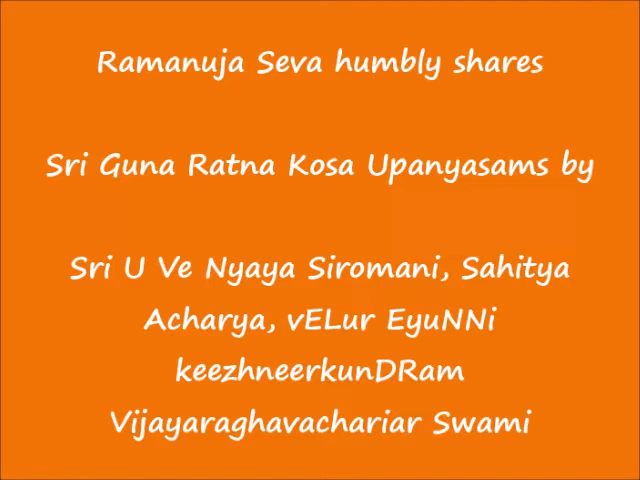 Ramanuja Seva humbly shares
Sri Guna Ratna Kosa Upanyasams by
Sri U Ve Nyaya Siromani, Sahitya
Acharya, vELur EyuNNi
keezhneerkunDRam
Vijayaraghavachariar Swami